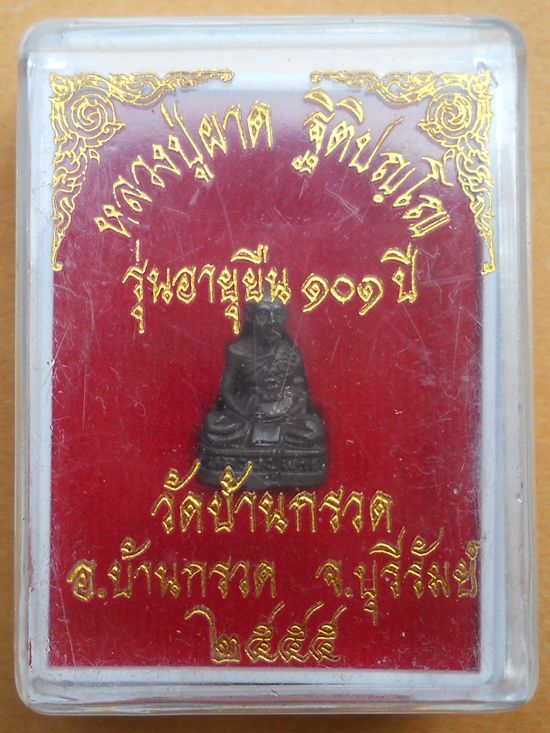 หลวงปู่ผาด ฐิติปญฺโญ
รุ่นอายุยืน ๑๐๑ ปี
วัดบ้านกรวด
อ.บ้านกรวด จ.บุรีรัมย์
๒๕๕๕